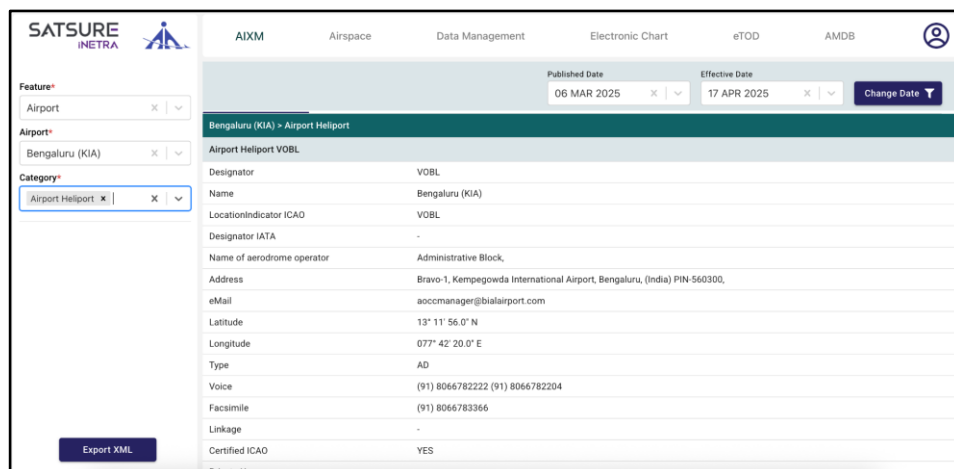 SATSURE
iNETRA
AIXM Airspace Data Management Electronic Chart eTOD AMDB
Published Date Effective Date
06 MAR 2025 17 APR 2025 Change Date
Feature*
Airport
Airport*
Bengaluru (KIA)
Category*
Airport Heliport
Export XML
Bengaluru (KIA) > Airport Heliport
Airport Heliport VOBL
Designator VOBL
Name Bengaluru (KIA)
LocationIndicator ICAO VOBL
Designator IATA -
Name of aerodrome operator Administrative Block,
Address Bravo-1, Kempegowda International Airport, Bengaluru, (India) PIN-560300,
eMail aoccmanager@bialairport.com
Latitude 13° 11' 56.0" N
Longitude 077° 42' 20.0" E
Type AD
Voice (91) 8066782222 (91) 8066782204
Facsimile (91) 8066783366
Linkage -
Certified ICAO YES